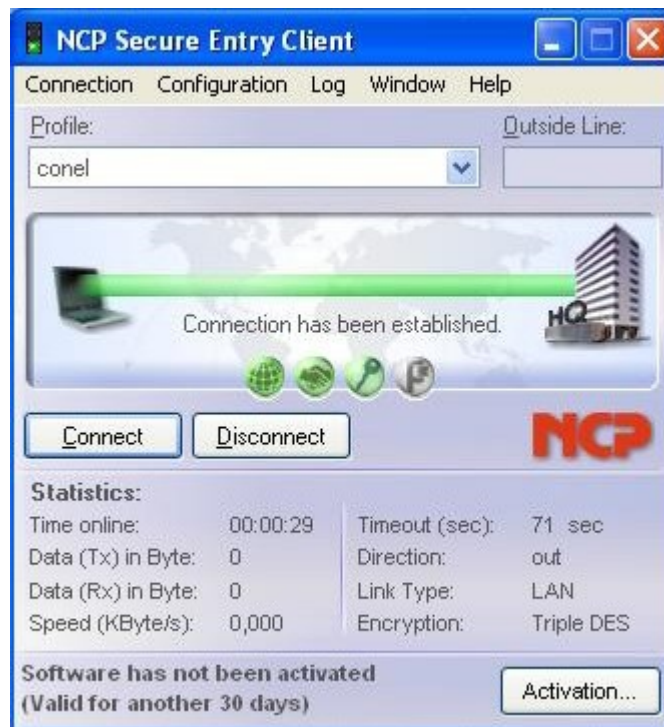 NCP Secure Entry Client
Connection Configuration Log Window Help
Profile: Outside Line:
conel
Connection has been established.
HQ
Connect Disconnect NCP
Statistics:
Time online: 00:00:29 Timeout (sec): 71 sec
Data (Tx) in Byte: 0 Direction: out
Data (Rx) in Byte: 0 Link Type: LAN
Speed (KByte/s): 0,000 Encryption: Triple DES
Software has not been activated
(Valid for another 30 days) Activation...